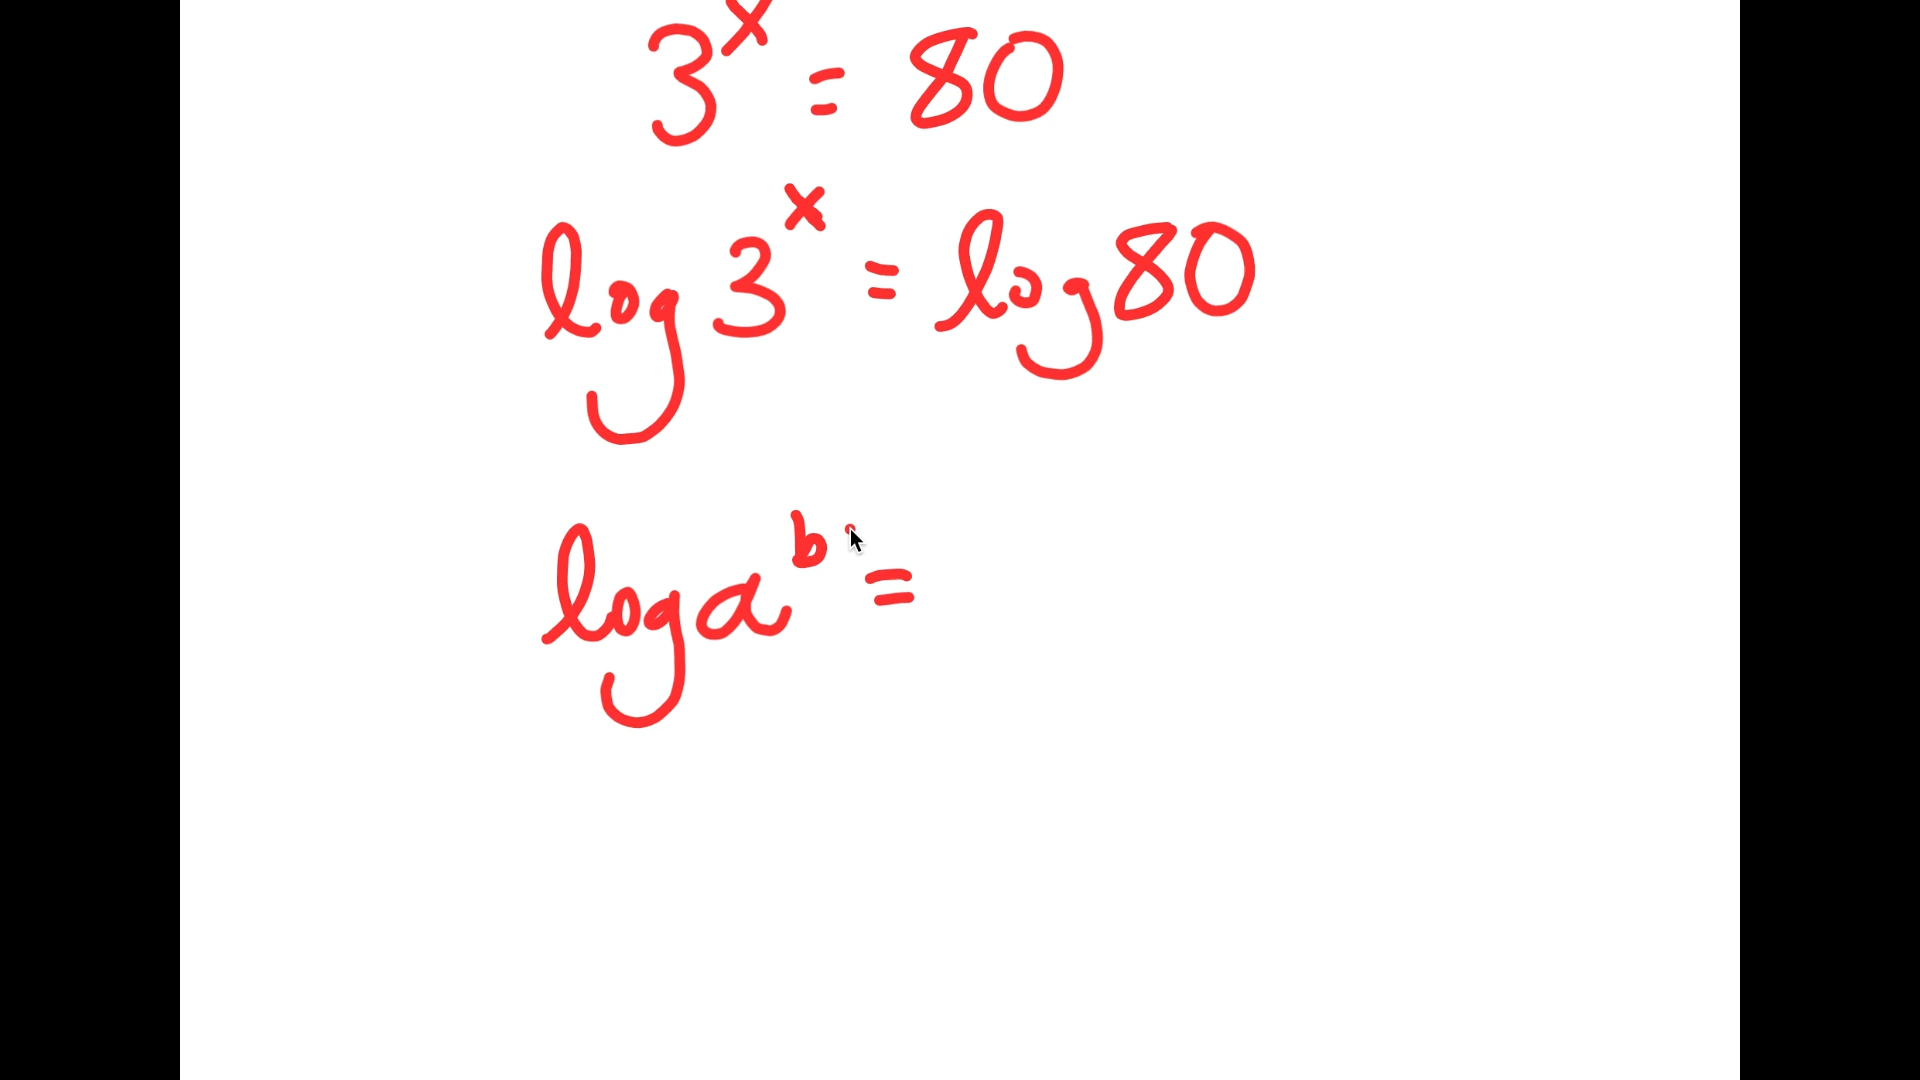 3^x = 80
log 3^x = log 80
log a^b =